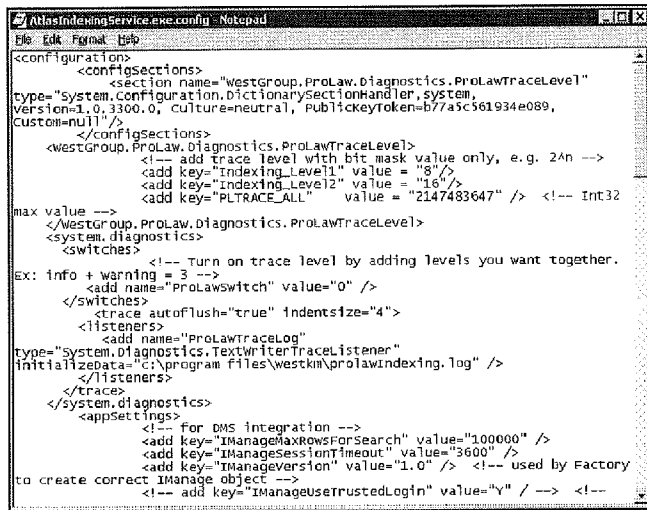 AtlasIndexingService.exe.config - Notepad
File Edit Format Help
<configuration>
<configSections>
<section name="WestGroup.ProLaw.Diagnostics.ProLawTraceLevel"
type="System.Configuration.DictionarySectionHandler,system,
Version=1.0.3300.0, Culture=neutral, PublicKeyToken=b77a5c561934e089,
Custom=null"/>
</configSections>
<WestGroup.ProLaw.Diagnostics.ProLawTraceLevel>
<!-- add trace level with bit mask value only, e.g. 2^n -->
<add key="Indexing_Level1" value = "8"/>
<add key="Indexing_Level2" value = "16"/>
<add key="PLTRACE_ALL" value = "2147483647" /> <!-- Int32
max value -->
</WestGroup.ProLaw.Diagnostics.ProLawTraceLevel>
<system.diagnostics>
<switches>
<!-- Turn on trace level by adding levels you want together.
Ex: info + warning = 3 -->
<add name="ProLawSwitch" value="0" />
</switches>
<trace autoflush="true" indentsize="4">
<listeners>
<add name="ProLawTraceLog"
type="System.Diagnostics.TextWriterTraceListener"
initializeData="c:\program files\westkm\prolawIndexing.log" />
</listeners>
</trace>
</system.diagnostics>
<appSettings>
<!-- for DMS integration -->
<add key="IManageMaxRowsForSearch" value="100000" />
<add key="IManageSessionTimeout" value="3600" />
<add key="IManageVersion" value="1.0" /> <!-- used by Factory
to create correct IManage object -->
<!-- add key="IManageUseTrustedLogin" value="Y" / --> <!--